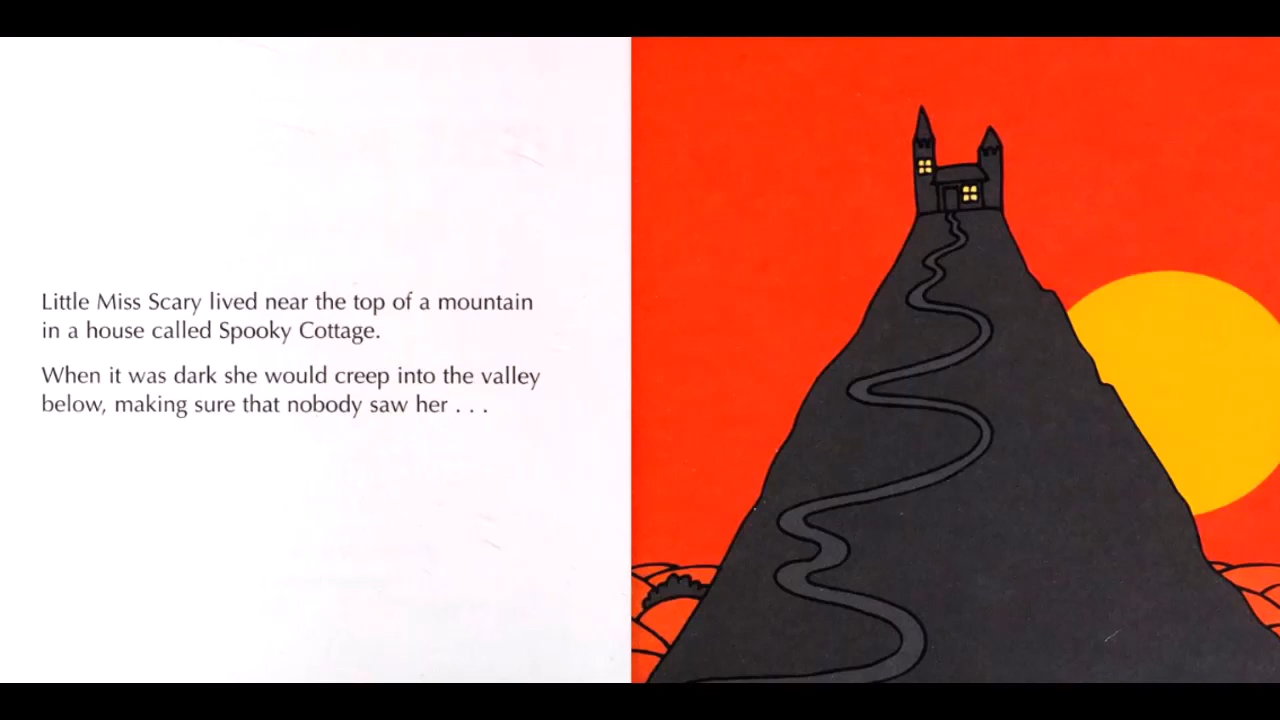 Little Miss Scary lived near the top of a mountain
in a house called Spooky Cottage.
When it was dark she would creep into the valley
below, making sure that nobody saw her . . .